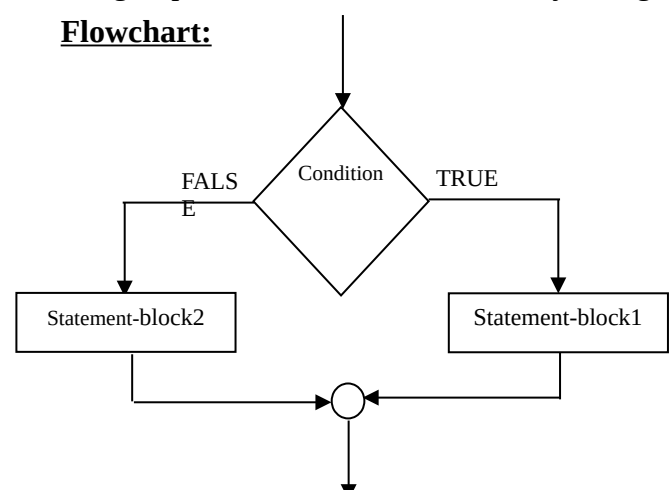 Flowchart:
Condition
FALS
E
TRUE
Statement-block2
Statement-block1